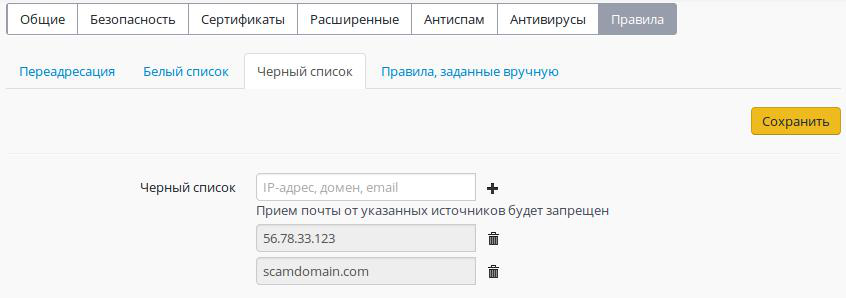 Общие Безопасность Сертификаты Расширенные Антиспам Антивирусы Правила
Переадресация Белый список Черный список Правила, заданные вручную
Сохранить
Черный список IP-адрес, домен, email
Прием почты от указанных источников будет запрещен
56.78.33.123
scamdomain.com